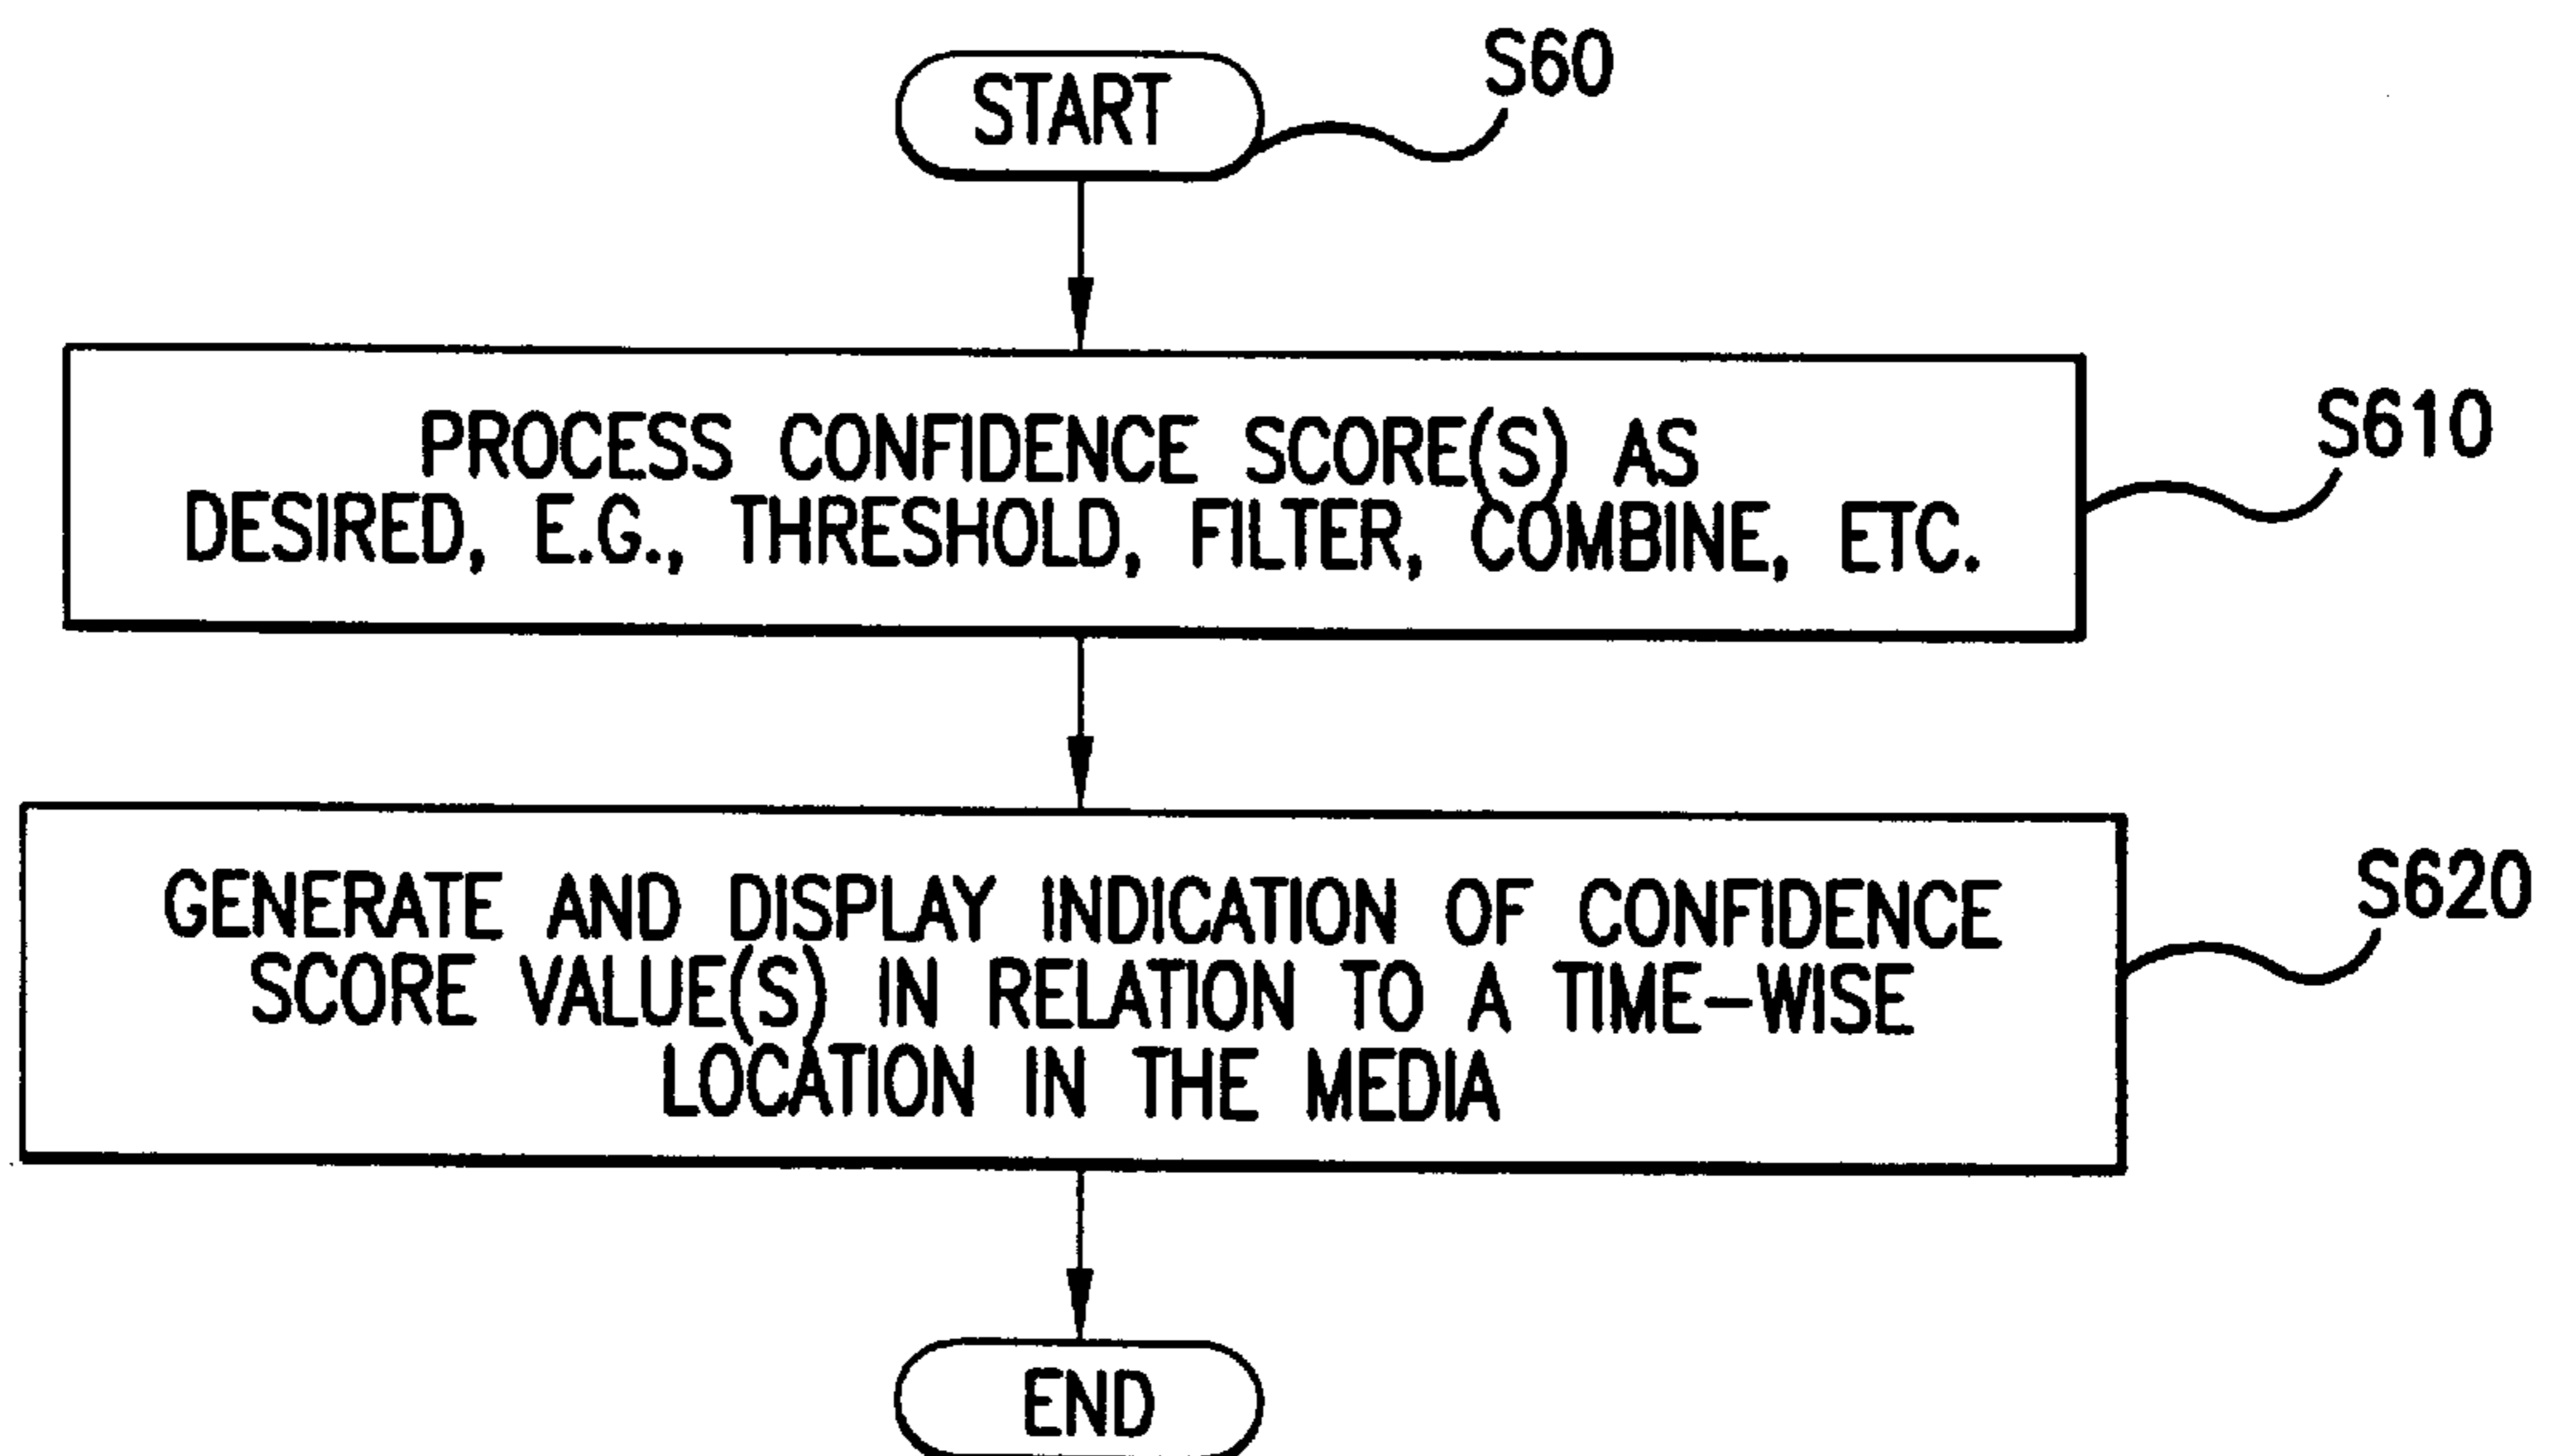 START
S60
PROCESS CONFIDENCE SCORE(S) AS
DESIRED, E.G., THRESHOLD, FILTER, COMBINE, ETC.
S610
GENERATE AND DISPLAY INDICATION OF CONFIDENCE
SCORE VALUE(S) IN RELATION TO A TIME-WISE
LOCATION IN THE MEDIA
S620
END